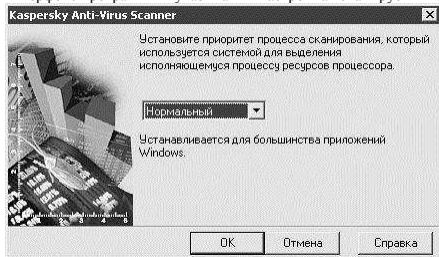 Kaspersky Anti-Virus Scanner
Установите приоритет процесса сканирования, который
используется системой для выделения
исполняющемуся процессу ресурсов процессора.
Нормальный
Устанавливается для большинства приложений
Windows.
OK Отмена Справка